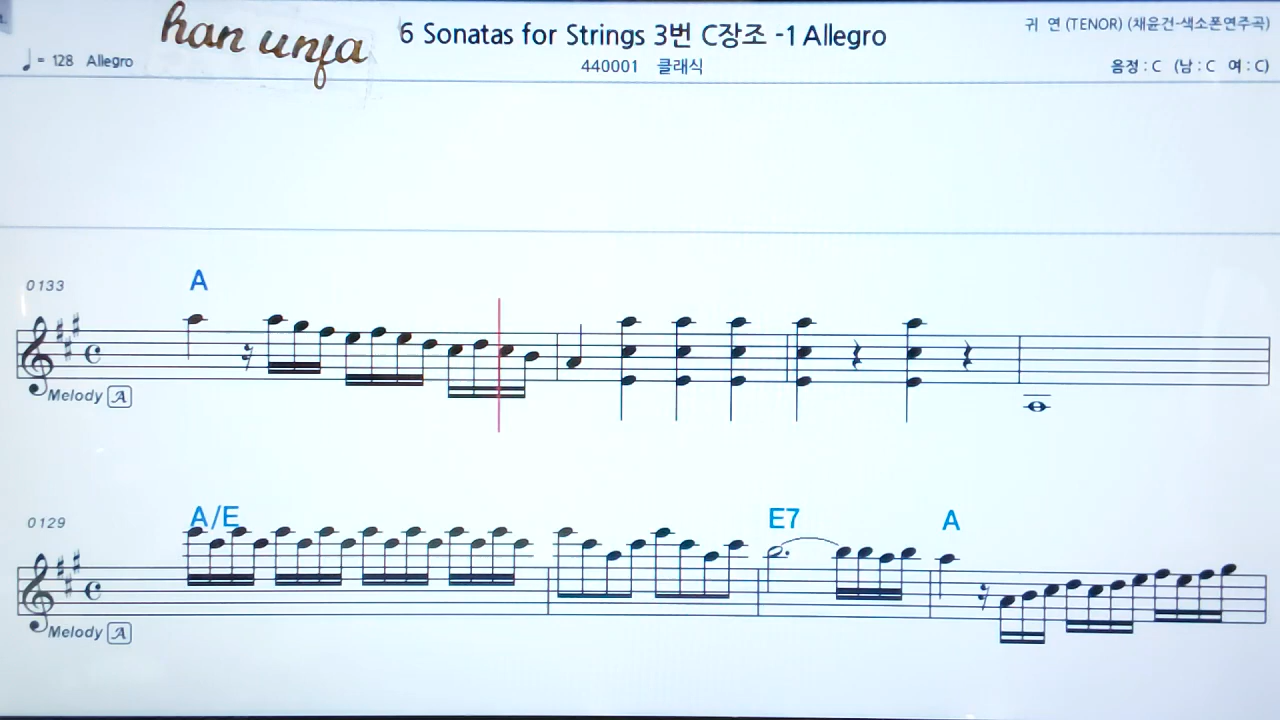 han unja
6 Sonatas for Strings 3번 C장조 -1 Allegro
귀 연 (TENOR) (채윤건-색소폰연주곡)
♩ = 128 Allegro
440001 클래식
음정 : C (남 : C 여 : C)
0133
A
Melody A
0129
A/E E7 A
Melody A